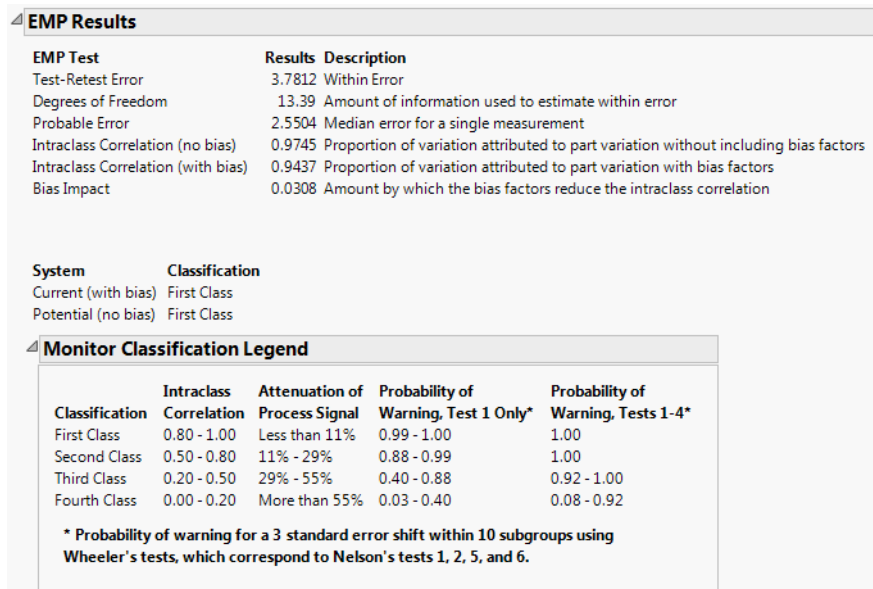 EMP Results
EMP Test Results Description
Test-Retest Error 3.7812 Within Error
Degrees of Freedom 13.39 Amount of information used to estimate within error
Probable Error 2.5504 Median error for a single measurement
Intraclass Correlation (no bias) 0.9745 Proportion of variation attributed to part variation without including bias factors
Intraclass Correlation (with bias) 0.9437 Proportion of variation attributed to part variation with bias factors
Bias Impact 0.0308 Amount by which the bias factors reduce the intraclass correlation
System Classification
Current (with bias) First Class
Potential (no bias) First Class
Monitor Classification Legend
Intraclass Attenuation of Probability of Probability of
Classification Correlation Process Signal Warning, Test 1 Only* Warning, Tests 1-4*
First Class 0.80 - 1.00 Less than 11% 0.99 - 1.00 1.00
Second Class 0.50 - 0.80 11% - 29% 0.88 - 0.99 1.00
Third Class 0.20 - 0.50 29% - 55% 0.40 - 0.88 0.92 - 1.00
Fourth Class 0.00 - 0.20 More than 55% 0.03 - 0.40 0.08 - 0.92
* Probability of warning for a 3 standard error shift within 10 subgroups using
Wheeler's tests, which correspond to Nelson's tests 1, 2, 5, and 6.